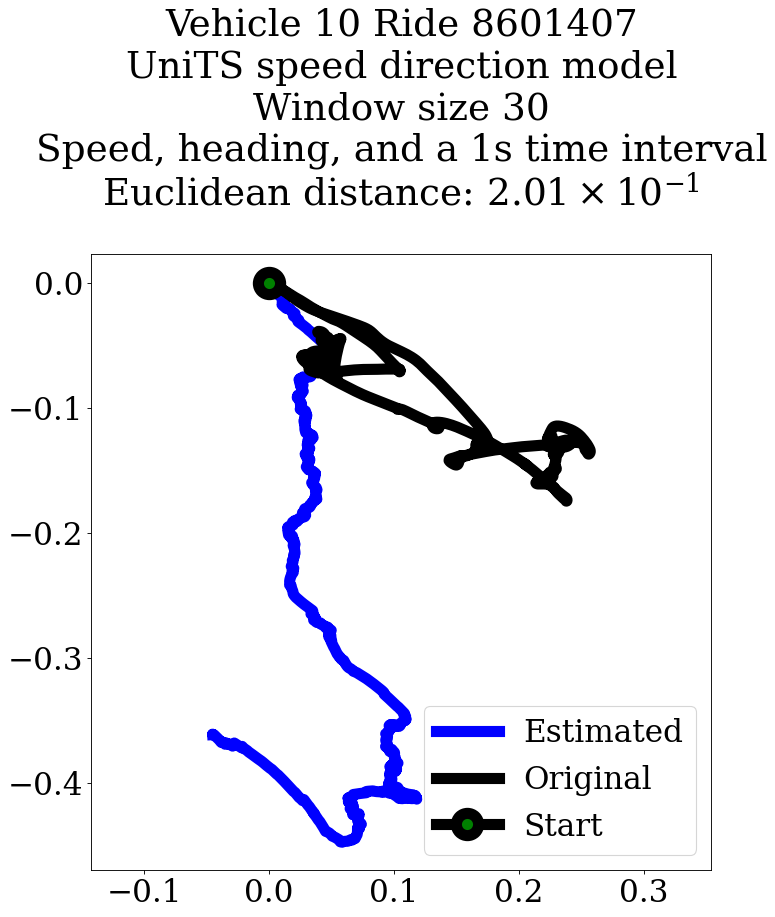 Vehicle 10 Ride 8601407
UniTS speed direction model
Window size 30
Speed, heading, and a 1s time interval
Euclidean distance: 2.01 × 10⁻¹
0.0
−0.1
−0.2
−0.3
−0.4
Estimated
Original
Start
−0.1 0.0 0.1 0.2 0.3